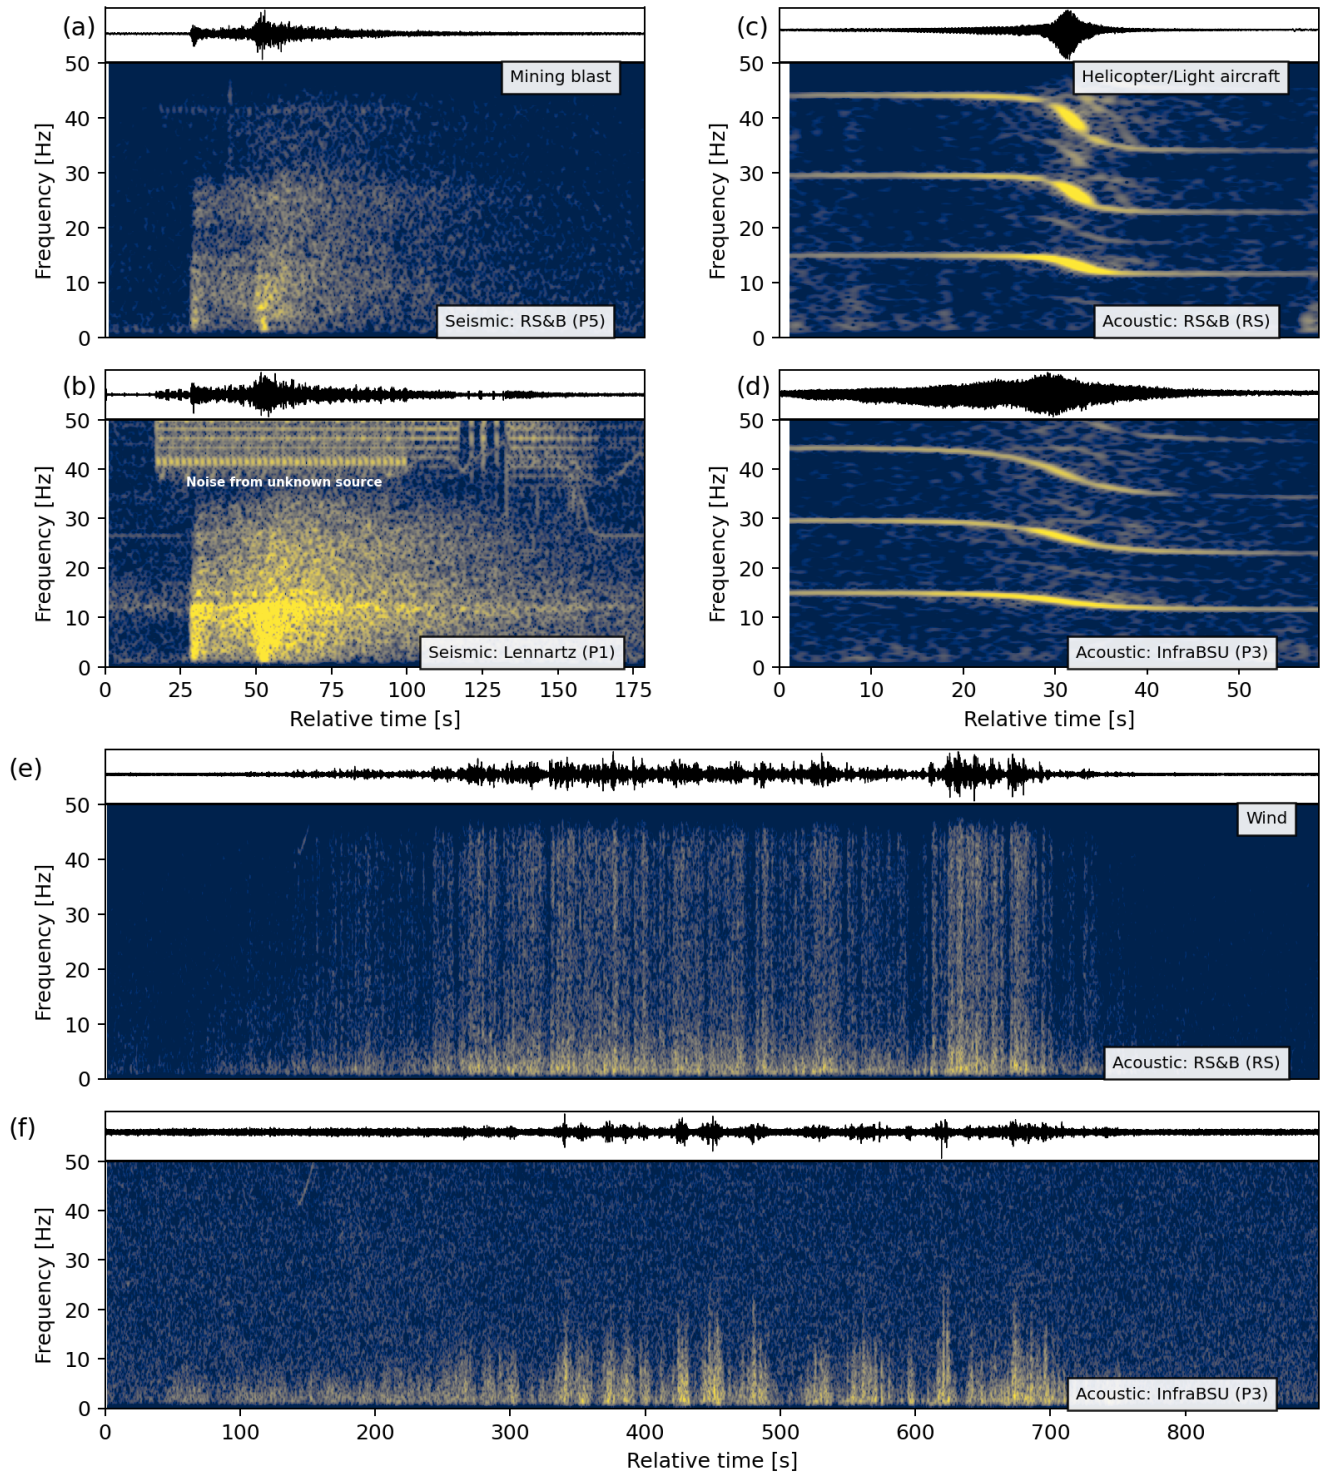 (a)
Mining blast
50
40
30
20
10
0
Frequency [Hz]
Seismic: RS&B (P5)
(b)
50
40
30
20
10
0
Frequency [Hz]
Noise from unknown source
Seismic: Lennartz (P1)
0 25 50 75 100 125 150 175
Relative time [s]
(c)
Helicopter/Light aircraft
50
40
30
20
10
0
Frequency [Hz]
Acoustic: RS&B (RS)
(d)
50
40
30
20
10
0
Frequency [Hz]
Acoustic: InfraBSU (P3)
0 10 20 30 40 50
Relative time [s]
(e)
Wind
50
40
30
20
10
0
Frequency [Hz]
Acoustic: RS&B (RS)
(f)
50
40
30
20
10
0
Frequency [Hz]
Acoustic: InfraBSU (P3)
0 100 200 300 400 500 600 700 800
Relative time [s]